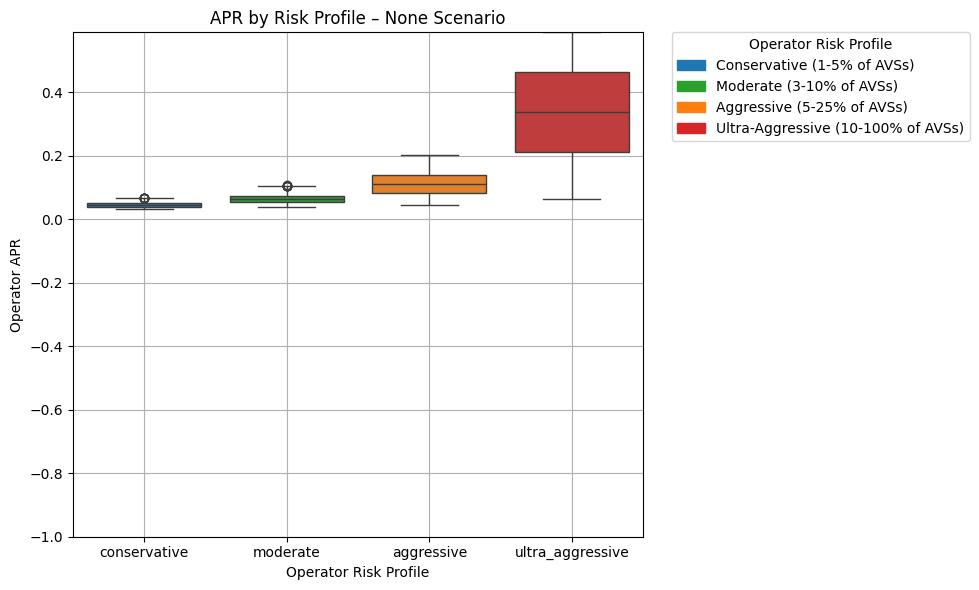 APR by Risk Profile – None Scenario
Operator Risk Profile
Conservative (1-5% of AVSs)
Moderate (3-10% of AVSs)
Aggressive (5-25% of AVSs)
Ultra-Aggressive (10-100% of AVSs)
Operator APR
0.4
0.2
0.0
−0.2
−0.4
−0.6
−0.8
−1.0
conservative
moderate
aggressive
ultra_aggressive
Operator Risk Profile